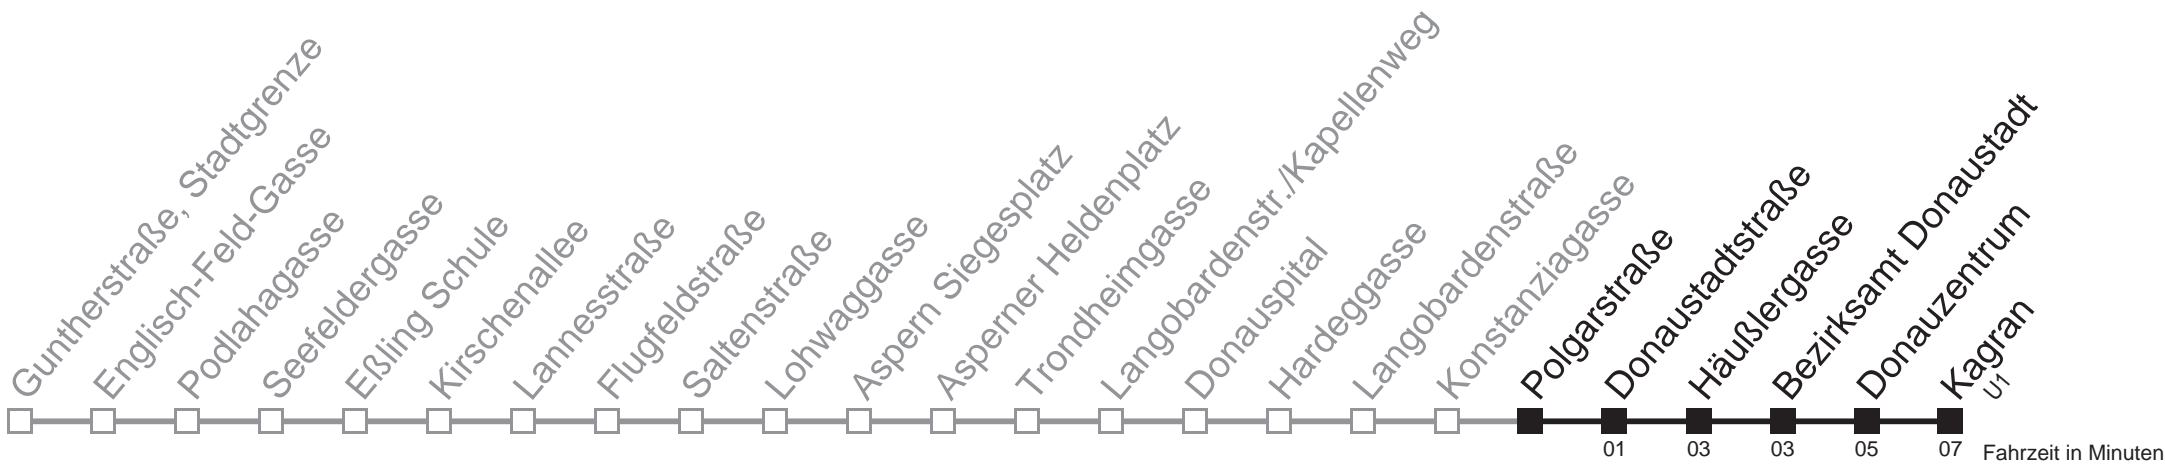 Guntherstraße, Stadtgrenze
Englisch-Feld-Gasse
Podlahagasse
Seefeldergasse
Eßling Schule
Kirschenallee
Lannesstraße
Flugfeldstraße
Saltenstraße
Lohwaggasse
Aspern Siegesplatz
Asperner Heldenplatz
Trondheimgasse
Langobardenstr./Kapellenweg
Donauspital
Hardeggasse
Langobardenstraße
Konstanziagasse
Polgarstraße
Donaustadtstraße
Häußlergasse
Bezirksamt Donaustadt
Donauzentrum
Kagran
U1
01 03 03 05 07 Fahrzeit in Minuten